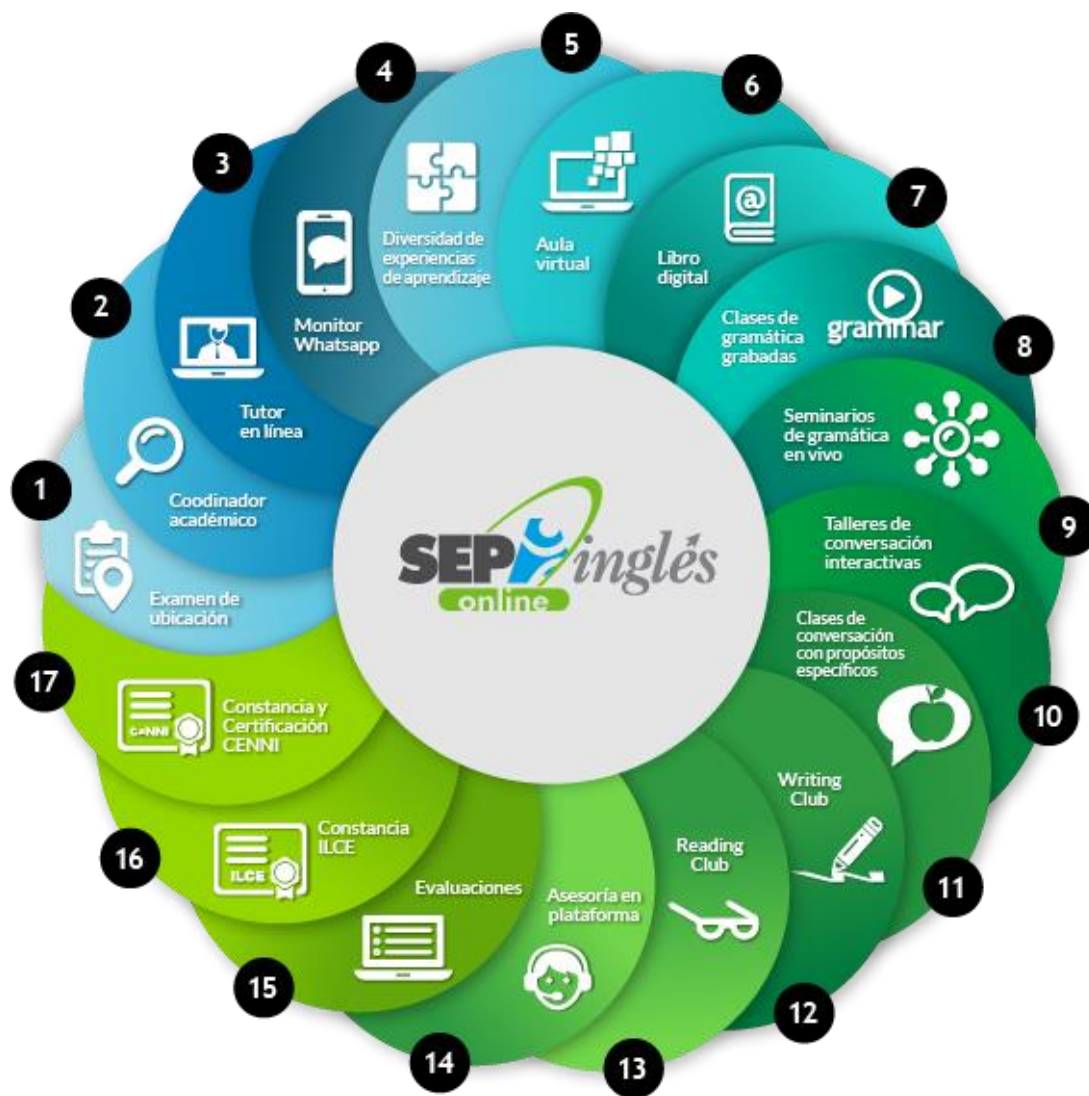 1
Examen de
ubicación
2
Coodinador
académico
3
Tutor
en línea
4
Monitor
Whatsapp
5
Diversidad de
experiencias
de aprendizaje
6
Aula
virtual
7
@
Libro
digital
8
grammar
Clases de
gramática
grabadas
9
Seminarios
de gramática
en vivo
10
Talleres de
conversación
interactivas
11
Clases de
conversación
con propósitos
específicos
12
Writing
Club
13
Reading
Club
14
Asesoría en
plataforma
15
Evaluaciones
16
Constancia
ILCE
ILCE
17
Constancia y
Certificación
CENNI
CENNI
SEP inglés
online